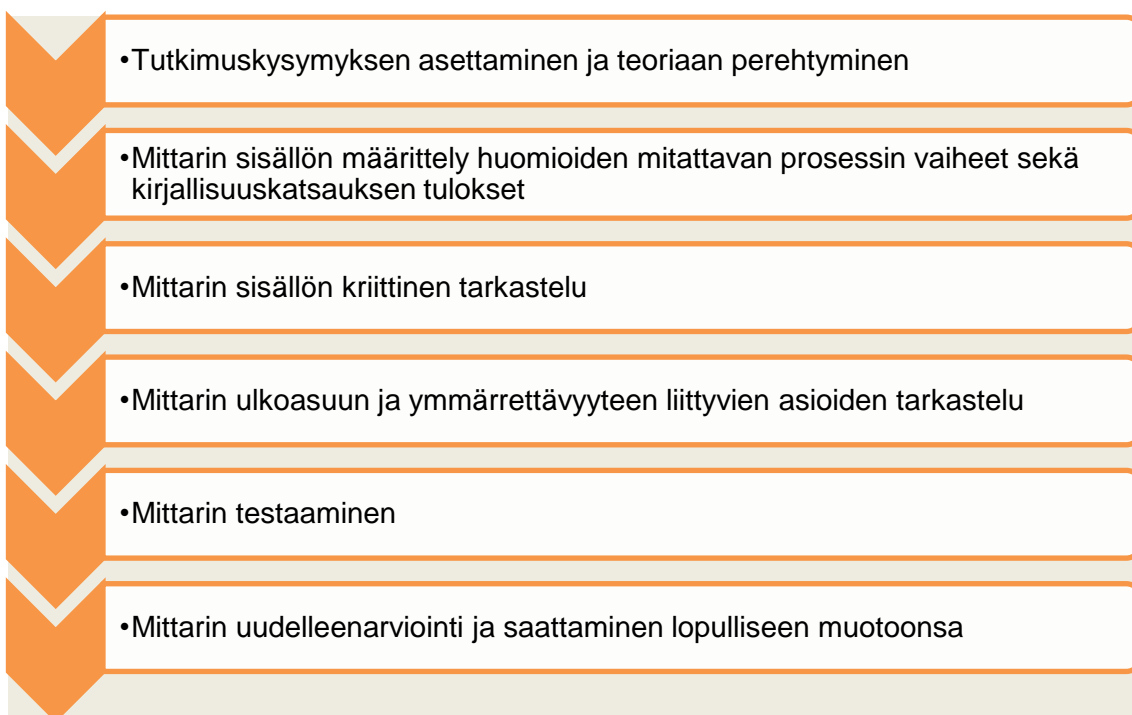 •Tutkimuskysymyksen asettaminen ja teoriaan perehtyminen
•Mittarin sisällön määrittely huomioiden mitattavan prosessin vaiheet sekä
kirjallisuuskatsauksen tulokset
•Mittarin sisällön kriittinen tarkastelu
•Mittarin ulkoasuun ja ymmärrettävyyteen liittyvien asioiden tarkastelu
•Mittarin testaaminen
•Mittarin uudelleenarviointi ja saattaminen lopulliseen muotoonsa